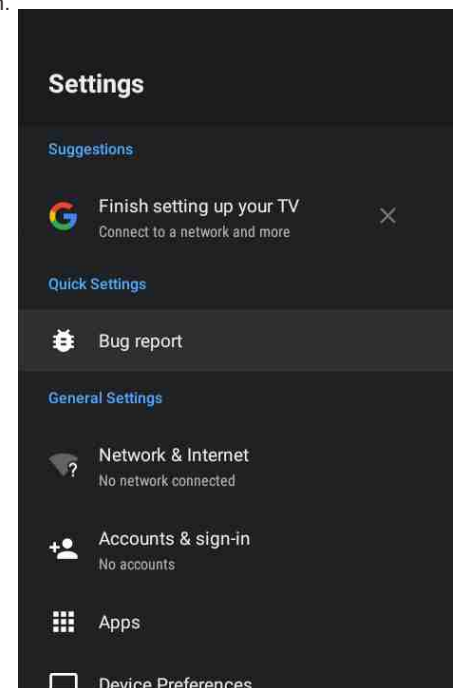 n.
Settings
Suggestions
Finish setting up your TV
Connect to a network and more
Quick Settings
Bug report
General Settings
Network & Internet
No network connected
Accounts & sign-in
No accounts
Apps
Device Preferences